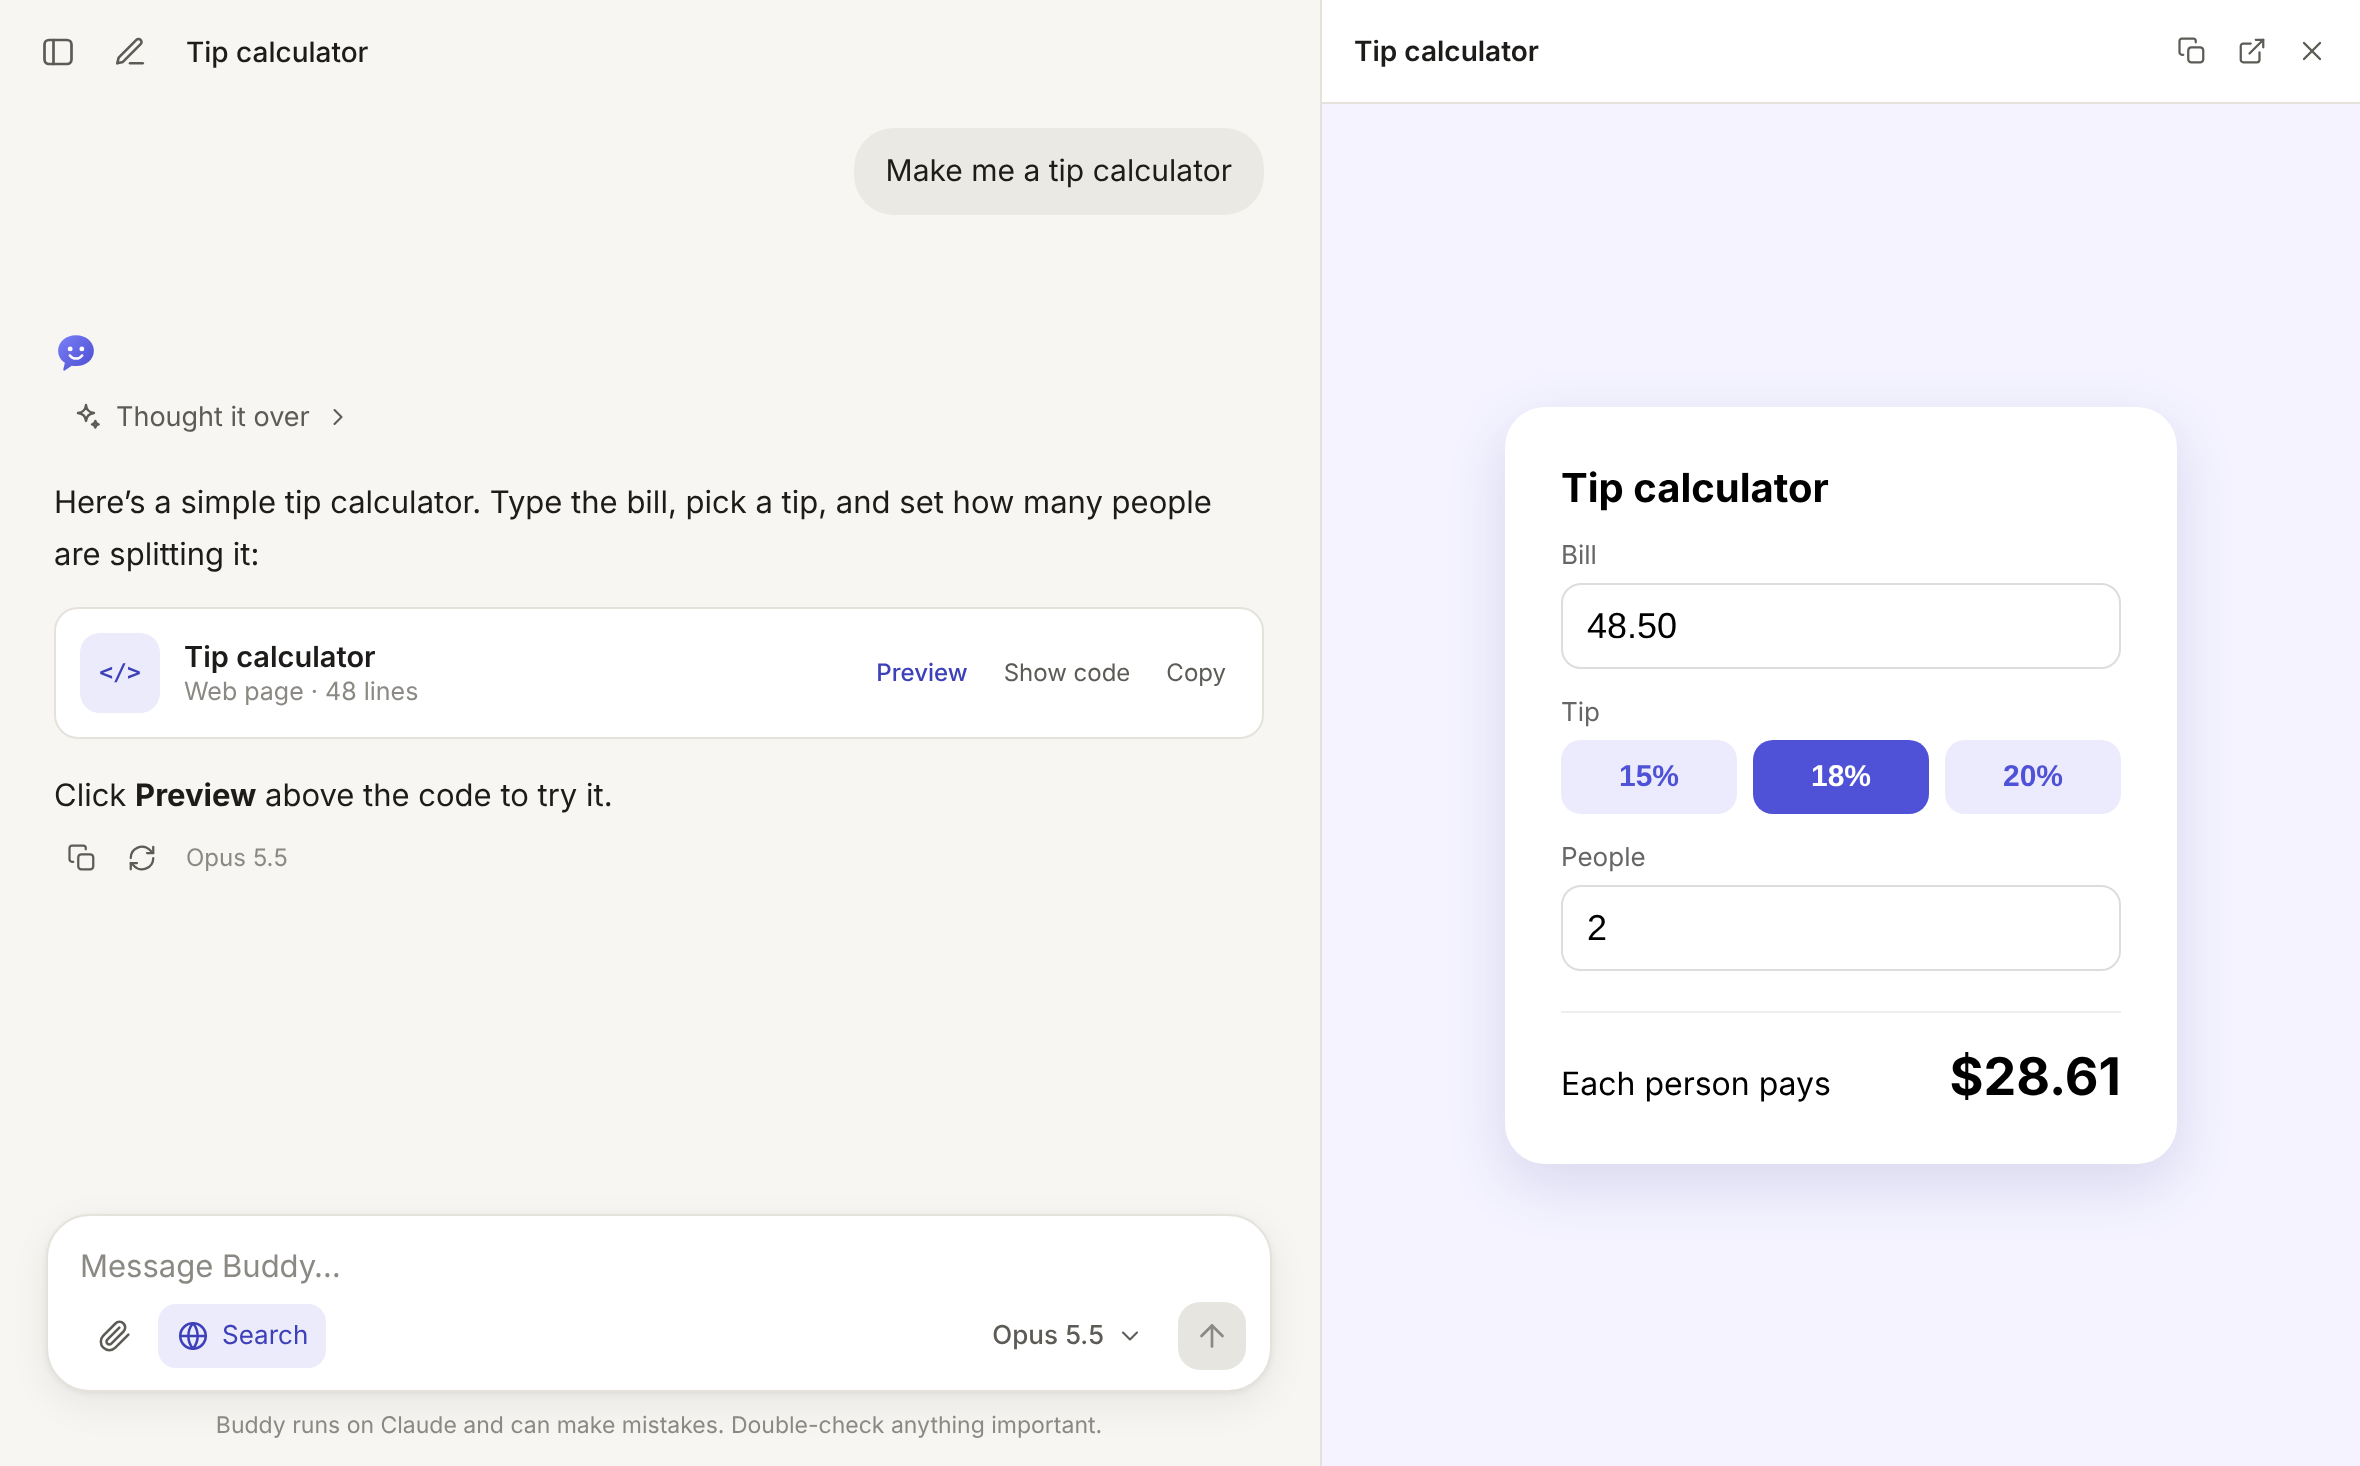 Tip calculator
Make me a tip calculator
Thought it over
Here’s a simple tip calculator. Type the bill, pick a tip, and set how many people
are splitting it:
</>
Tip calculator
Web page · 48 lines
Preview
Show code
Copy
Click Preview above the code to try it.
Opus 5.5
Message Buddy...
Search
Opus 5.5
Buddy runs on Claude and can make mistakes. Double-check anything important.
Tip calculator
Tip calculator
Bill
48.50
Tip
15%
18%
20%
People
2
Each person pays
$28.61